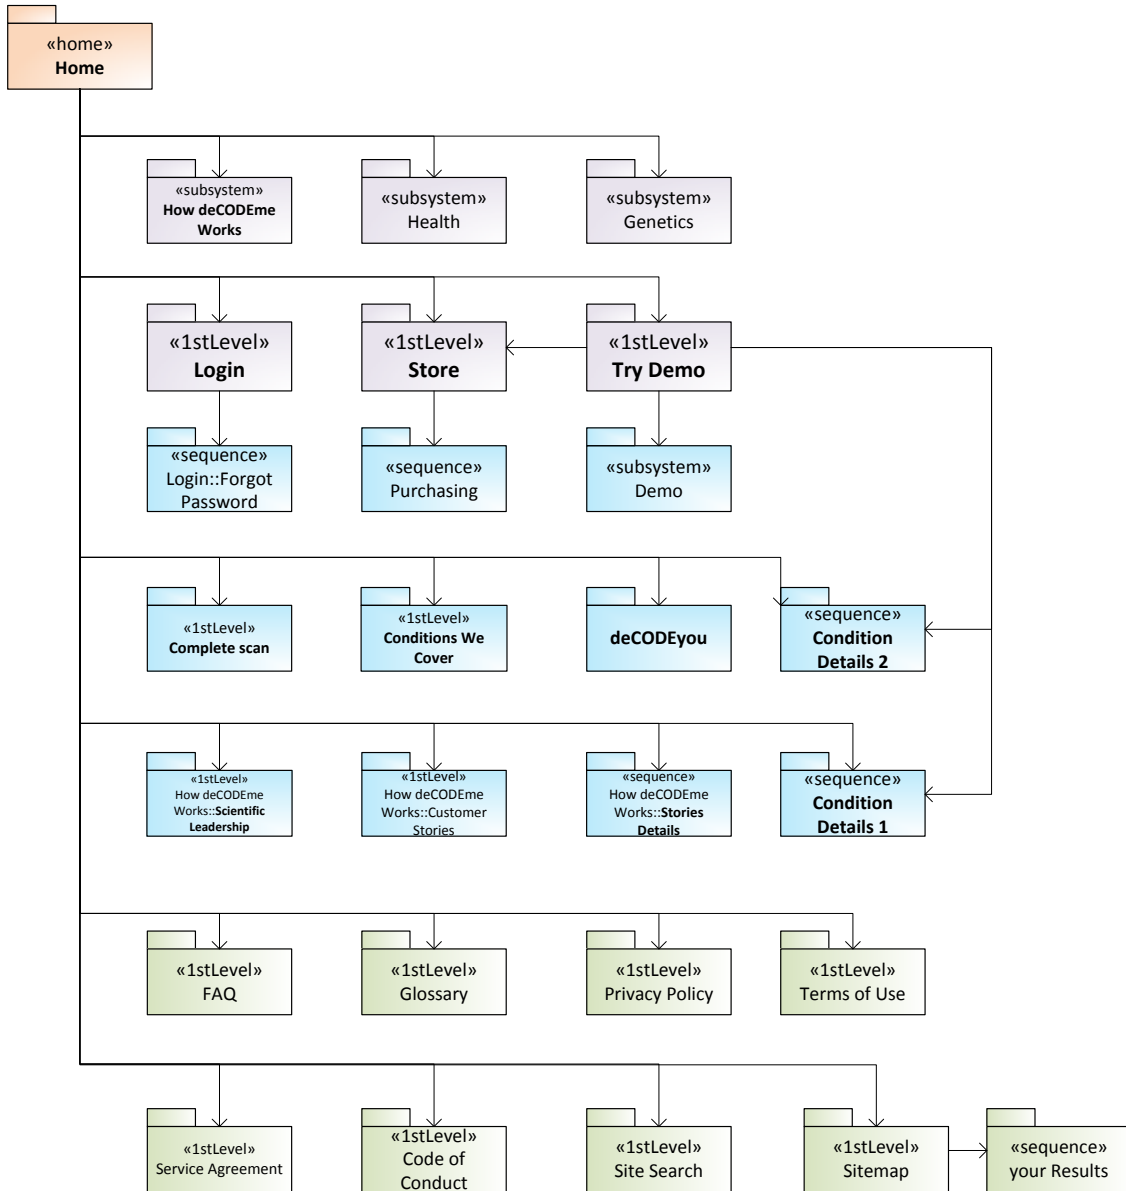 «home»
Home
«subsystem»
How deCODEme
Works
«subsystem»
Health
«subsystem»
Genetics
«1stLevel»
Login
«1stLevel»
Store
«1stLevel»
Try Demo
«sequence»
Login::Forgot
Password
«sequence»
Purchasing
«subsystem»
Demo
«1stLevel»
Complete scan
«1stLevel»
Conditions We
Cover
deCODEyou
«sequence»
Condition
Details 2
«1stLevel»
How deCODEme
Works::Scientific
Leadership
«1stLevel»
How deCODEme
Works::Customer
Stories
«sequence»
How deCODEme
Works::Stories
Details
«sequence»
Condition
Details 1
«1stLevel»
FAQ
«1stLevel»
Glossary
«1stLevel»
Privacy Policy
«1stLevel»
Terms of Use
«1stLevel»
Service Agreement
«1stLevel»
Code of
Conduct
«1stLevel»
Site Search
«1stLevel»
Sitemap
«sequence»
your Results